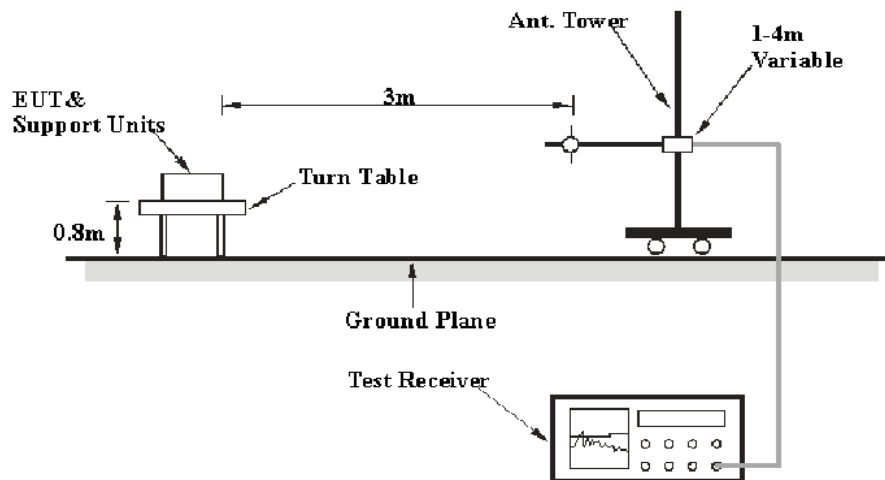 Ant. Tower
1-4m
Variable
3m
EUT&
Support Units
Turn Table
0.8m
Ground Plane
Test Receiver